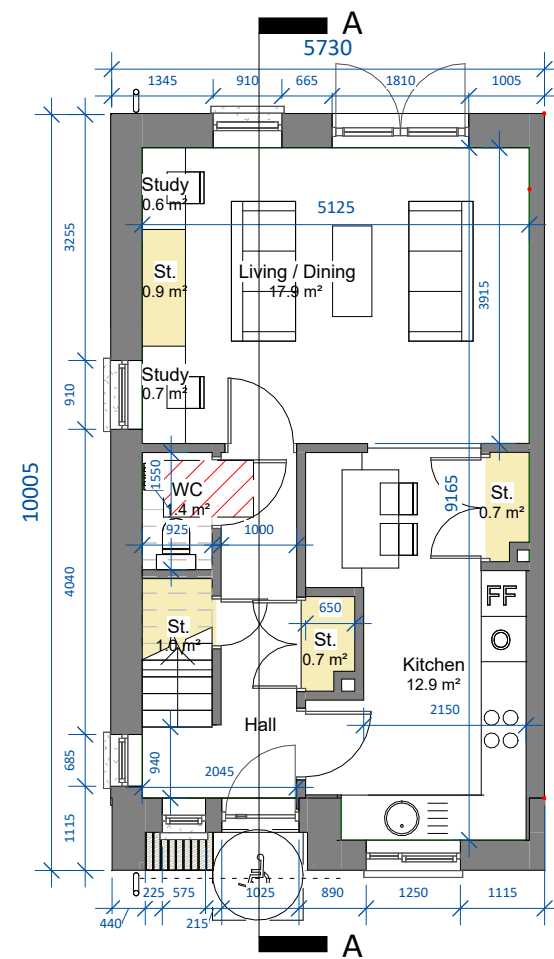 A
5730
1345
910
665
1810
1005
Study
0.6 m²
5125
3255
St.
0.9 m²
Living / Dining
17.9 m²
3915
Study
0.7 m²
910
10005
1550
WC
1.4 m²
925
1000
9165
St.
0.7 m²
4040
FF
650
St.
1.0 m²
St.
0.7 m²
Kitchen
12.9 m²
Hall
2150
940
685
2045
1115
225
575
1025
890
1250
1115
440
215
A